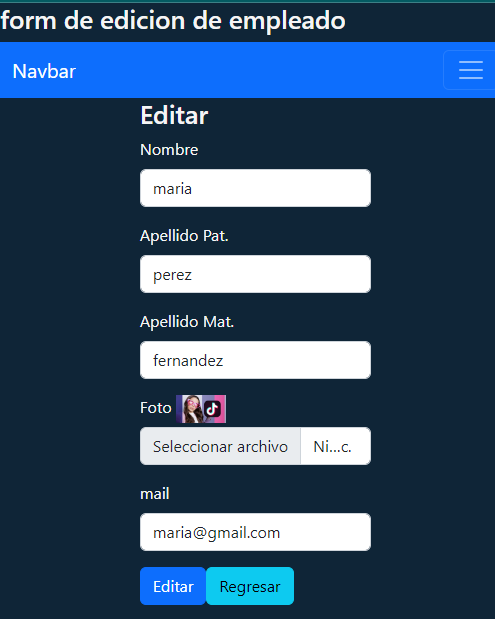 form de edicion de empleado
Navbar
Editar
Nombre
maria
Apellido Pat.
perez
Apellido Mat.
fernandez
Foto
Seleccionar archivo Ni...c.
mail
maria@gmail.com
Editar Regresar